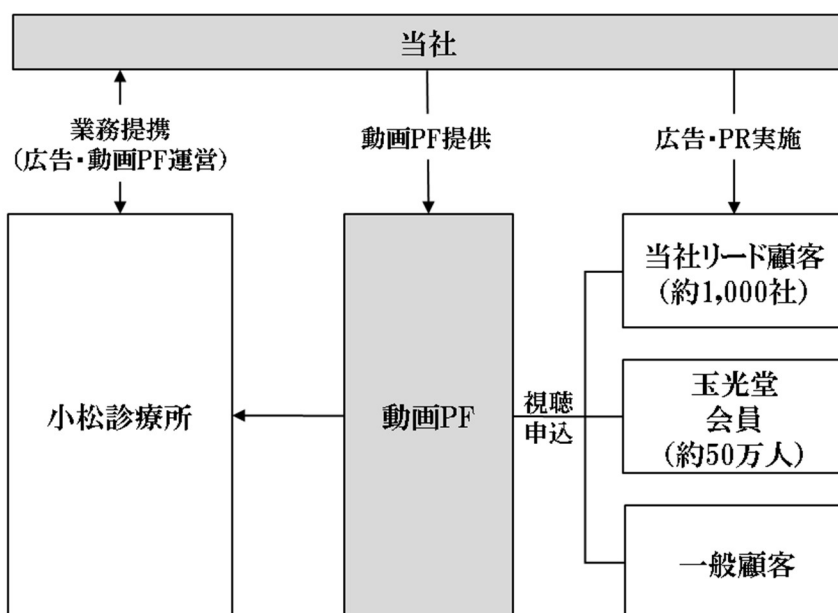 当社
業務提携
（広告・動画PF運営）
動画PF提供
広告・PR実施
小松診療所
動画PF
視聴
申込
当社リード顧客
（約1,000社）
玉光堂
会員
（約50万人）
一般顧客